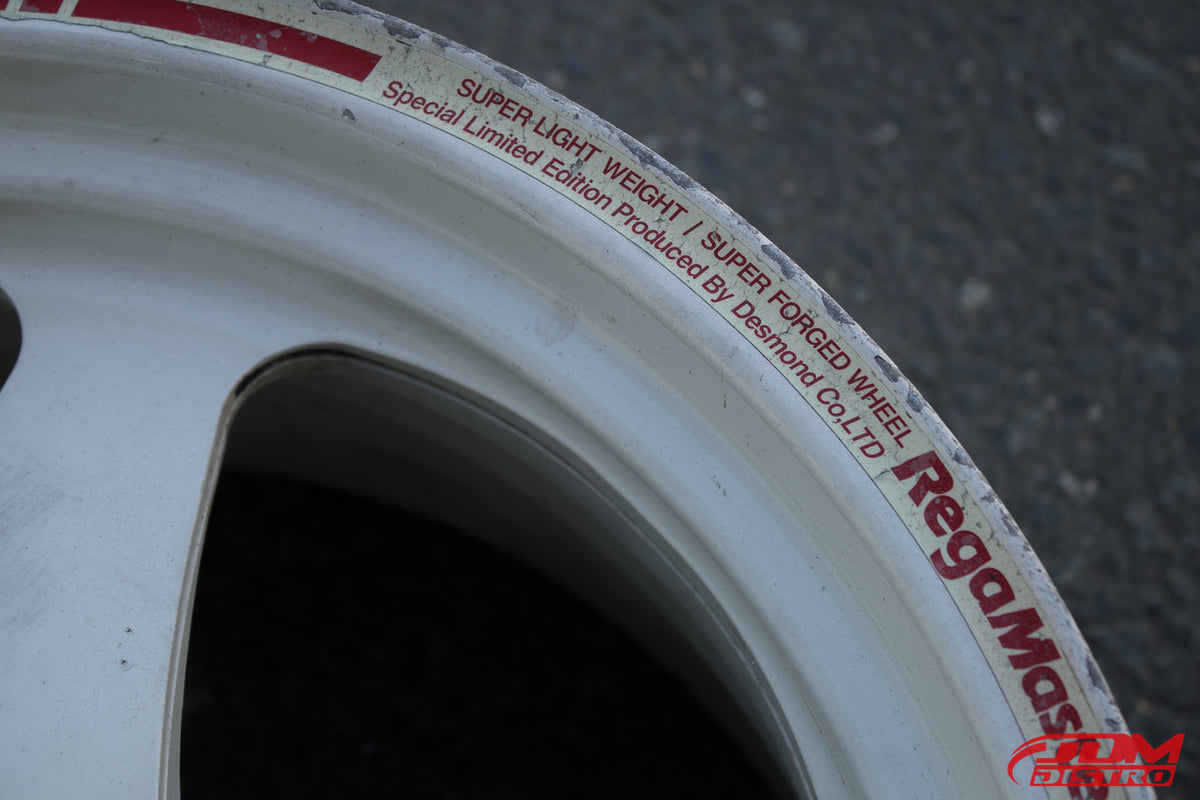 SUPER LIGHT WEIGHT / SUPER FORGED WHEEL
Special Limited Edition Produced By Desmond Co,LTD
RegaMas
JDM
DISTRO